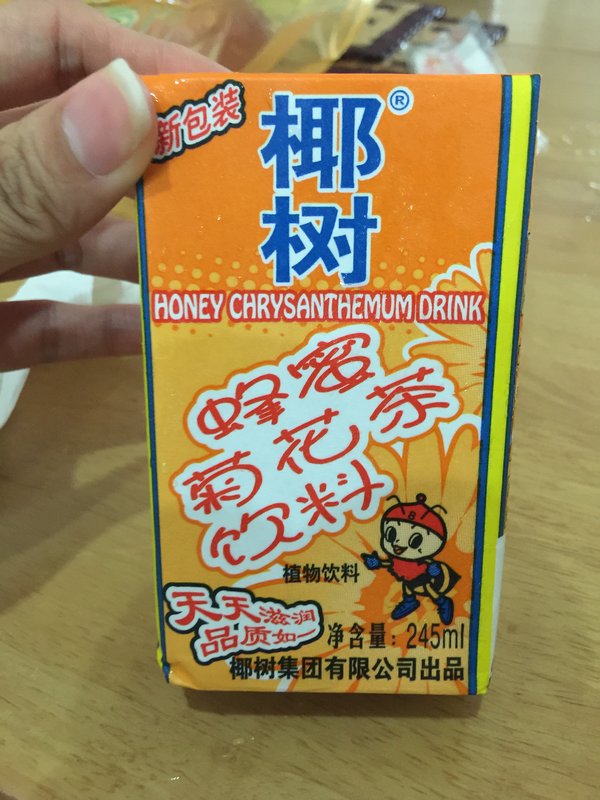 新包装
椰树®
HONEY CHRYSANTHEMUM DRINK
蜂蜜
菊花茶
饮料
植物饮料
天天滋润
品质如一
净含量：245ml
椰树集团有限公司出品